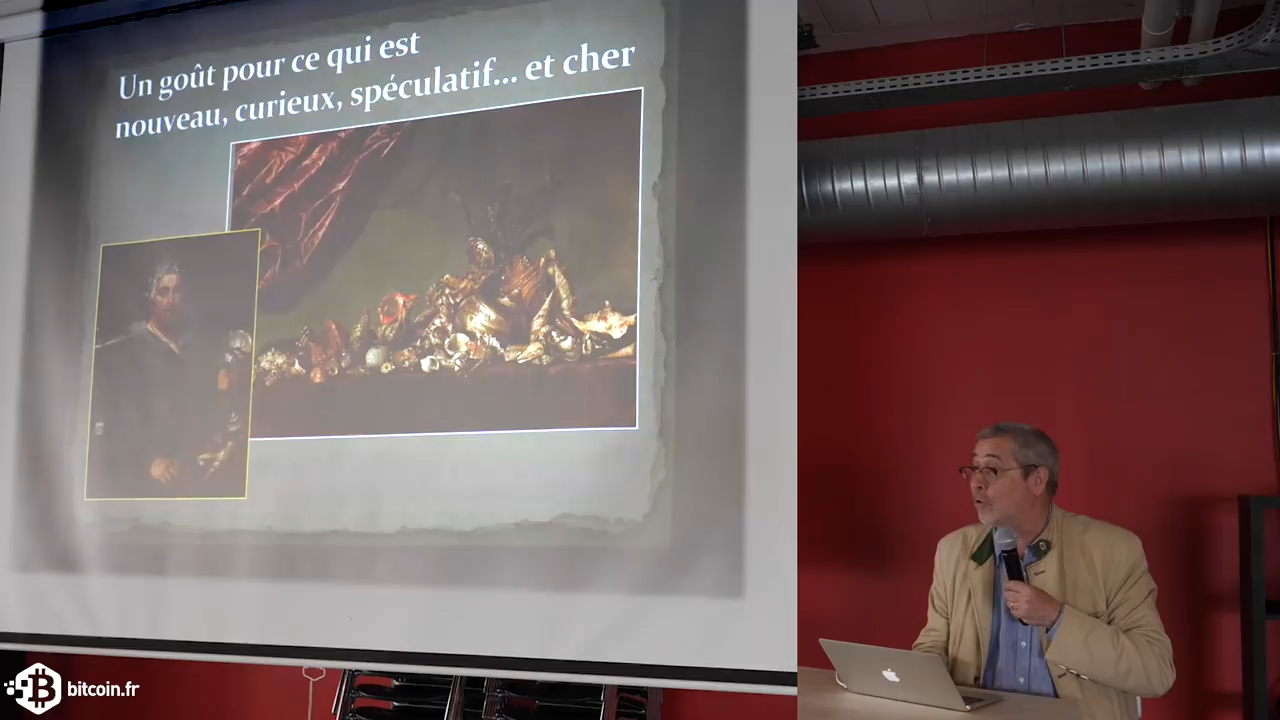 Un goût pour ce qui est
nouveau, curieux, spéculatif... et cher
bitcoin.fr